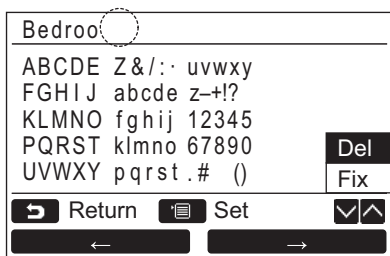 Bedroo
ABCDE Z&/:· uvwxy
FGHIJ abcde z–+!?
KLMNO fghij 12345
PQRST klmno 67890
UVWXY pqrst.# ()
Del
Fix
Return Set
← →